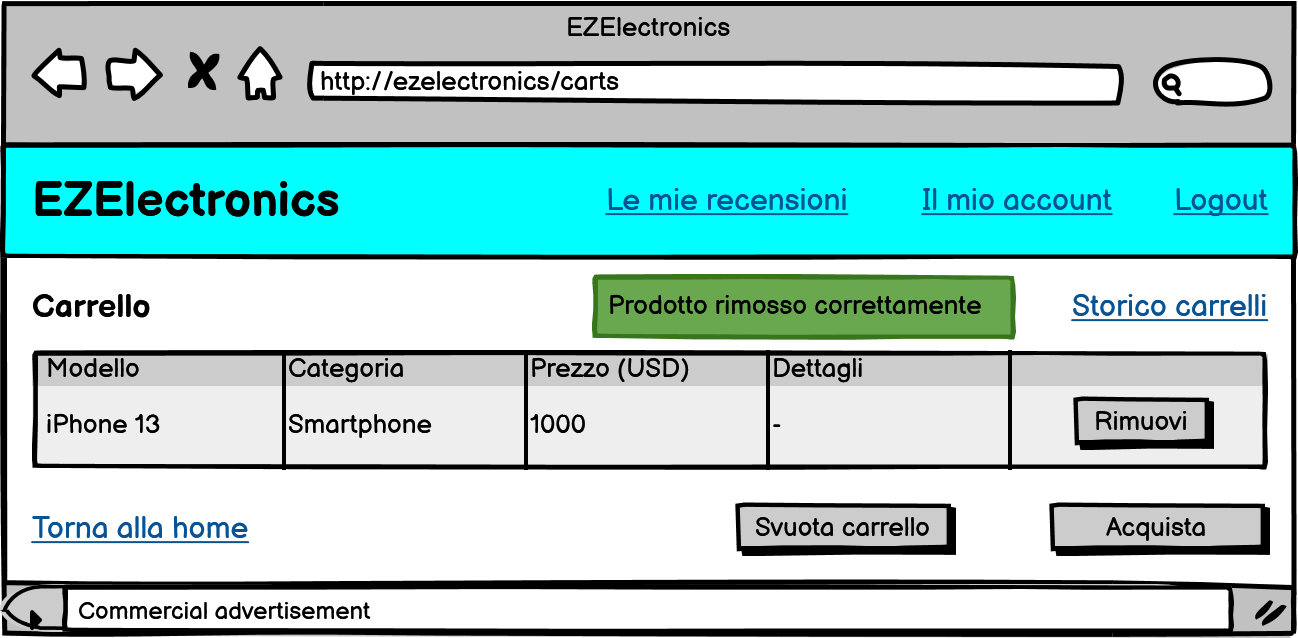 EZElectronics
http://ezelectronics/carts
EZElectronics
Le mie recensioni
Il mio account
Logout
Carrello
Prodotto rimosso correttamente
Storico carrelli
Modello
Categoria
Prezzo (USD)
Dettagli
iPhone 13
Smartphone
1000
-
Rimuovi
Torna alla home
Svuota carrello
Acquista
Commercial advertisement